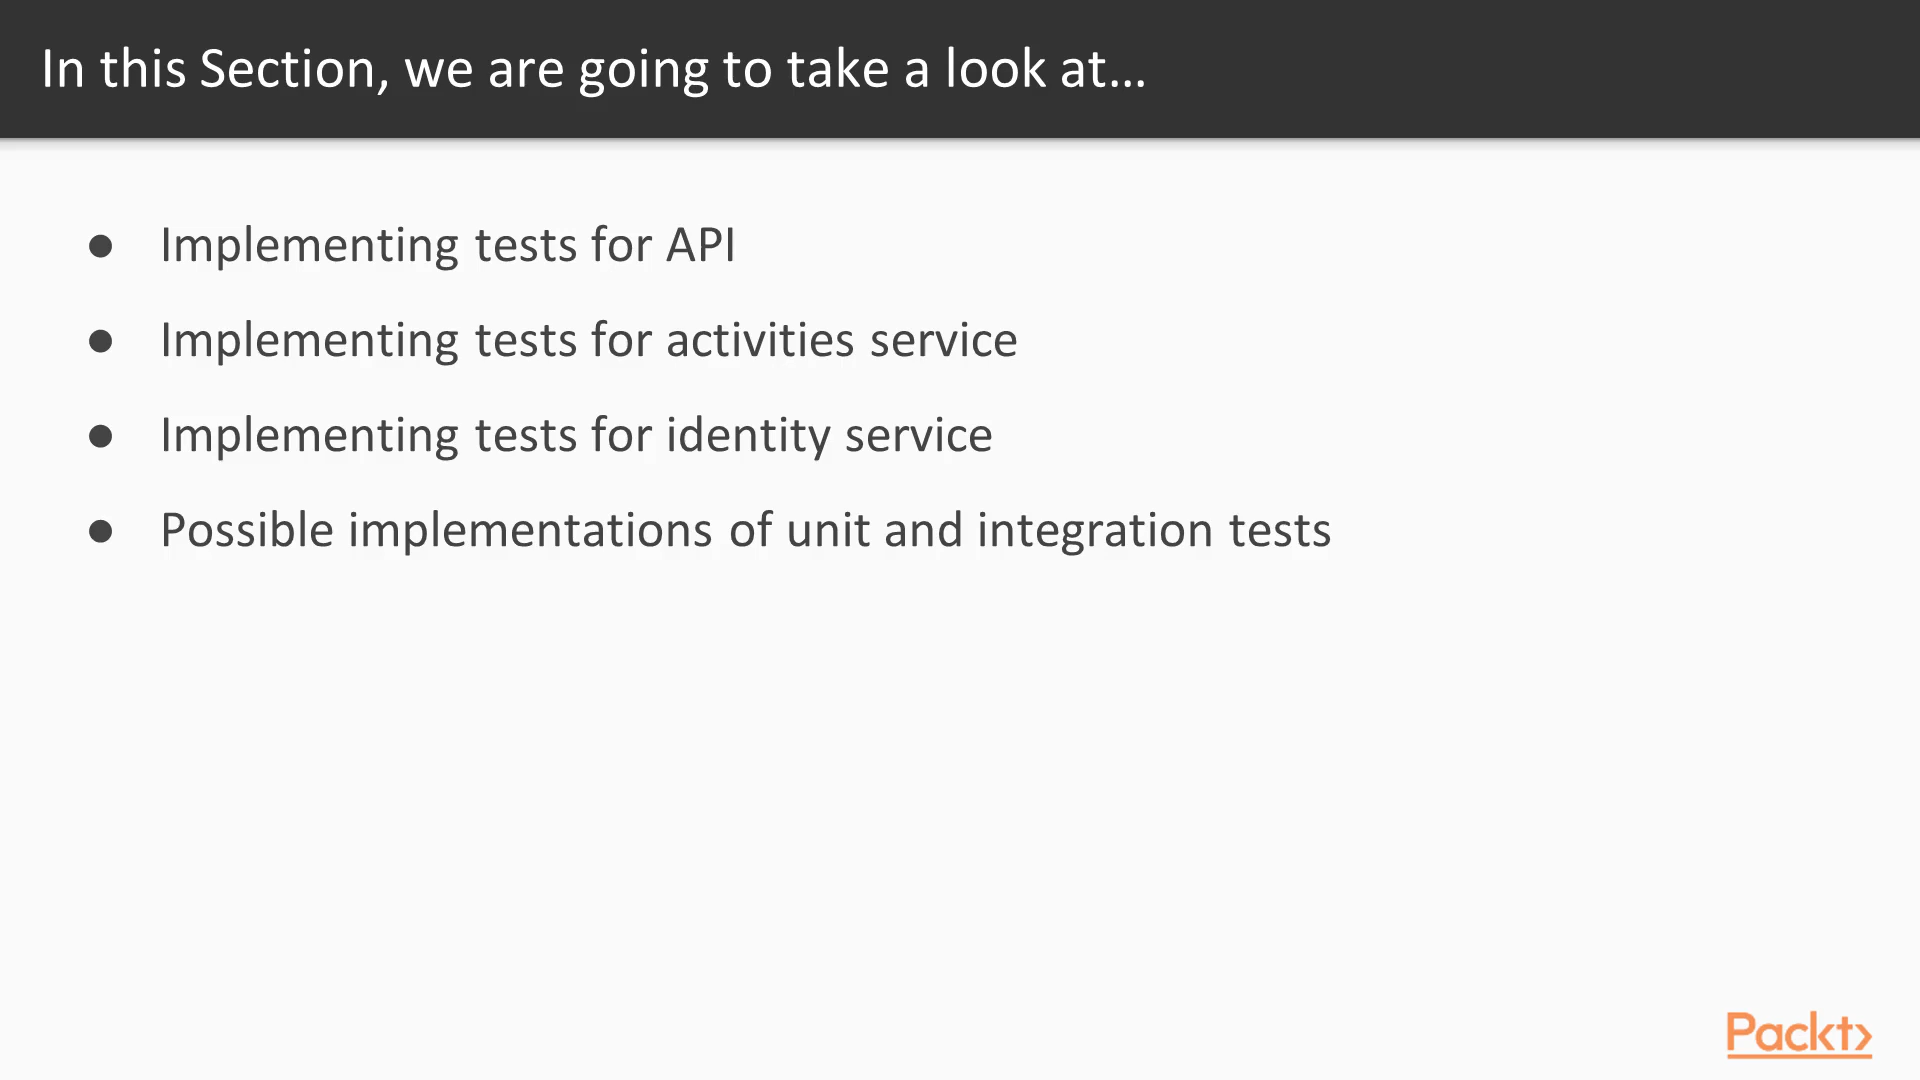 In this Section, we are going to take a look at...
● Implementing tests for API
● Implementing tests for activities service
● Implementing tests for identity service
● Possible implementations of unit and integration tests
Packt>